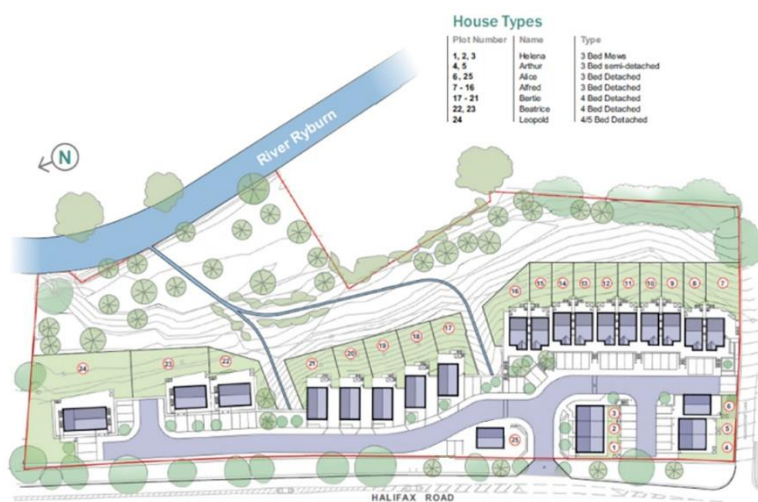 House Types
Plot Number Name Type
1, 2, 3 Helena 3 Bed Mews
4, 5 Arthur 3 Bed semi-detached
6, 25 Alice 3 Bed Detached
7 - 16 Alfred 3 Bed Detached
17 - 21 Bertie 4 Bed Detached
22, 23 Beatrice 4 Bed Detached
24 Leopold 4/5 Bed Detached
N
River Ryburn
16 15 14 13 12 11 10 9 8 7
24 23 22 21 20 19 18 17
25
3 2 1
6 5 4
HALIFAX ROAD